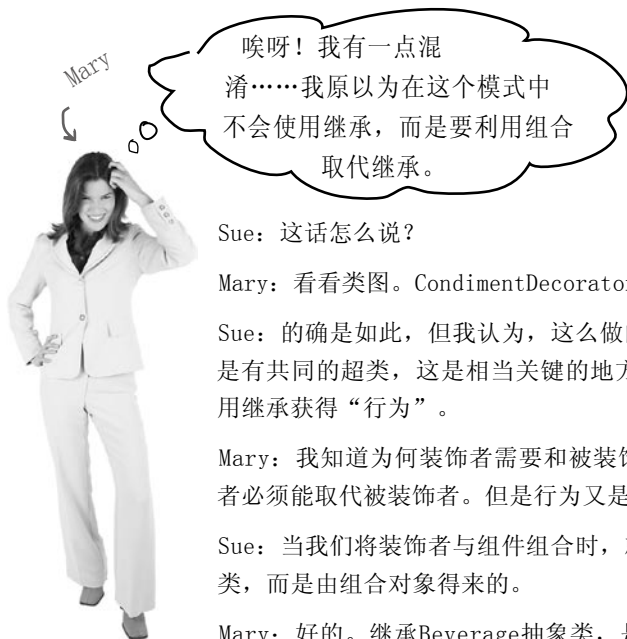 Mary
唉呀！我有一点混
淆……我原以为在这个模式中
不会使用继承，而是要利用组合
取代继承。
Sue：这话怎么说？
Mary：看看类图。CondimentDecorator
Sue：的确是如此，但我认为，这么做
是有共同的超类，这是相当关键的地
用继承获得“行为”。
Mary：我知道为何装饰者需要和被装
者必须能取代被装饰者。但是行为又是
Sue：当我们将装饰者与组件组合时，
类，而是由组合对象得来的。
Mary：好的。继承Beverage抽象类，